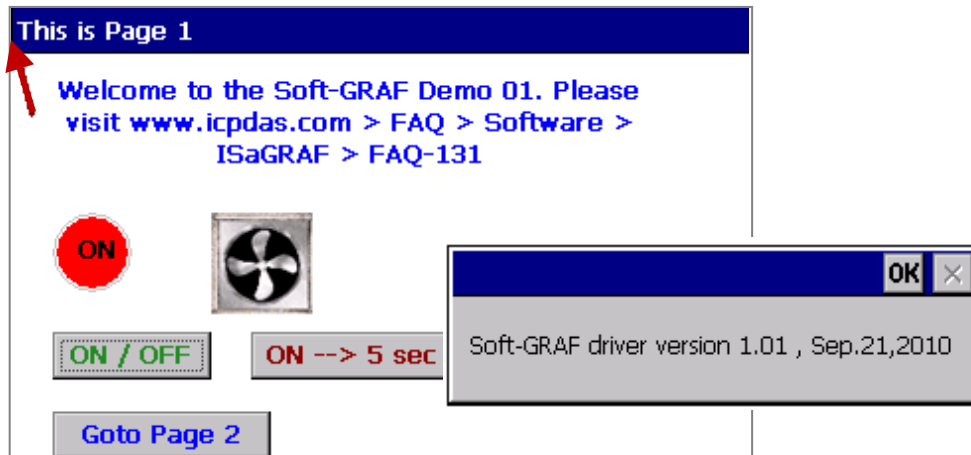 This is Page 1
Welcome to the Soft-GRAF Demo 01. Please
visit www.icpdas.com > FAQ > Software >
ISaGRAF > FAQ-131
ON
OK
Soft-GRAF driver version 1.01 , Sep.21,2010
ON / OFF
ON --> 5 sec
Goto Page 2